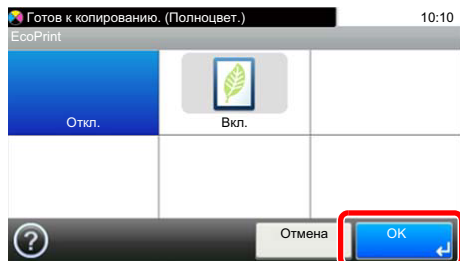 Готов к копированию. (Полноцвет.) 10:10
EcoPrint
Откл. Вкл.
? Отмена OK